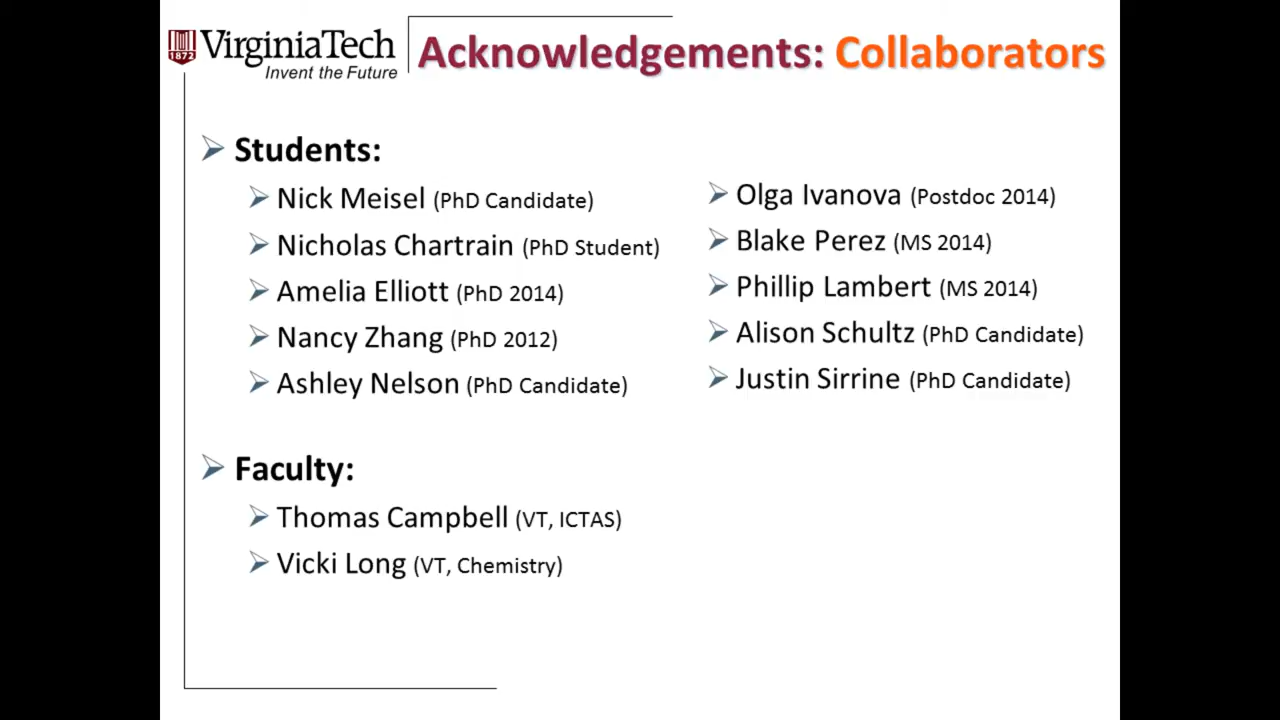 VirginiaTech
1872
Invent the Future
Acknowledgements: Collaborators
Students:
Nick Meisel (PhD Candidate)
Nicholas Chartrain (PhD Student)
Amelia Elliott (PhD 2014)
Nancy Zhang (PhD 2012)
Ashley Nelson (PhD Candidate)
Olga Ivanova (Postdoc 2014)
Blake Perez (MS 2014)
Phillip Lambert (MS 2014)
Alison Schultz (PhD Candidate)
Justin Sirrine (PhD Candidate)
Faculty:
Thomas Campbell (VT, ICTAS)
Vicki Long (VT, Chemistry)